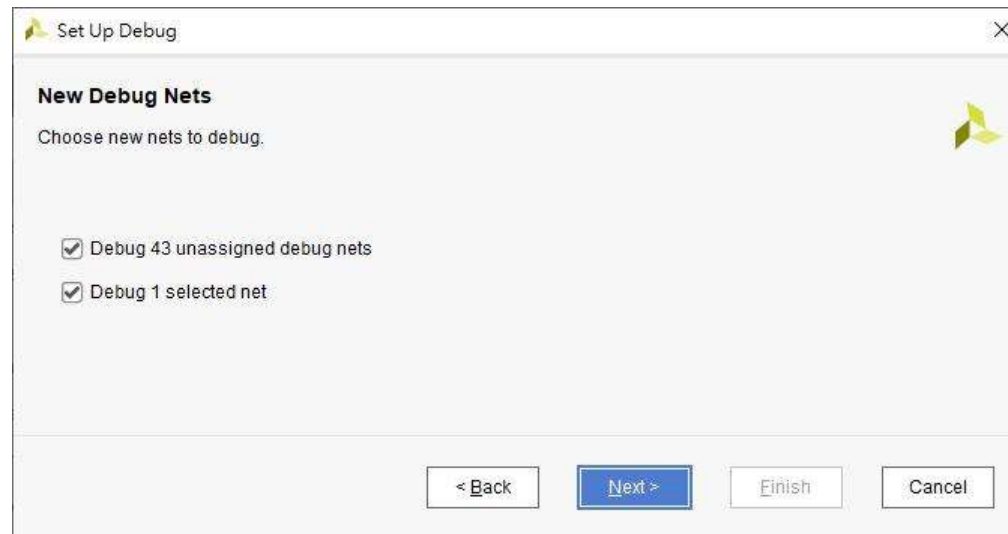 Set Up Debug
New Debug Nets
Choose new nets to debug.
Debug 43 unassigned debug nets
Debug 1 selected net
< Back
Next >
Finish
Cancel